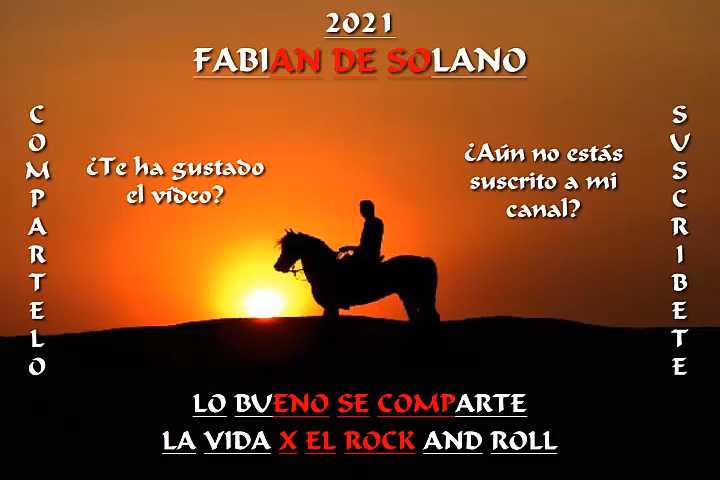 2021
FABIAN DE SOLANO
COMPARTELO
¿Te ha gustado
el vídeo?
¿Aún no estás
suscrito a mi
canal?
SUSCRIBETE
LO BUENO SE COMPARTE
LA VIDA X EL ROCK AND ROLL